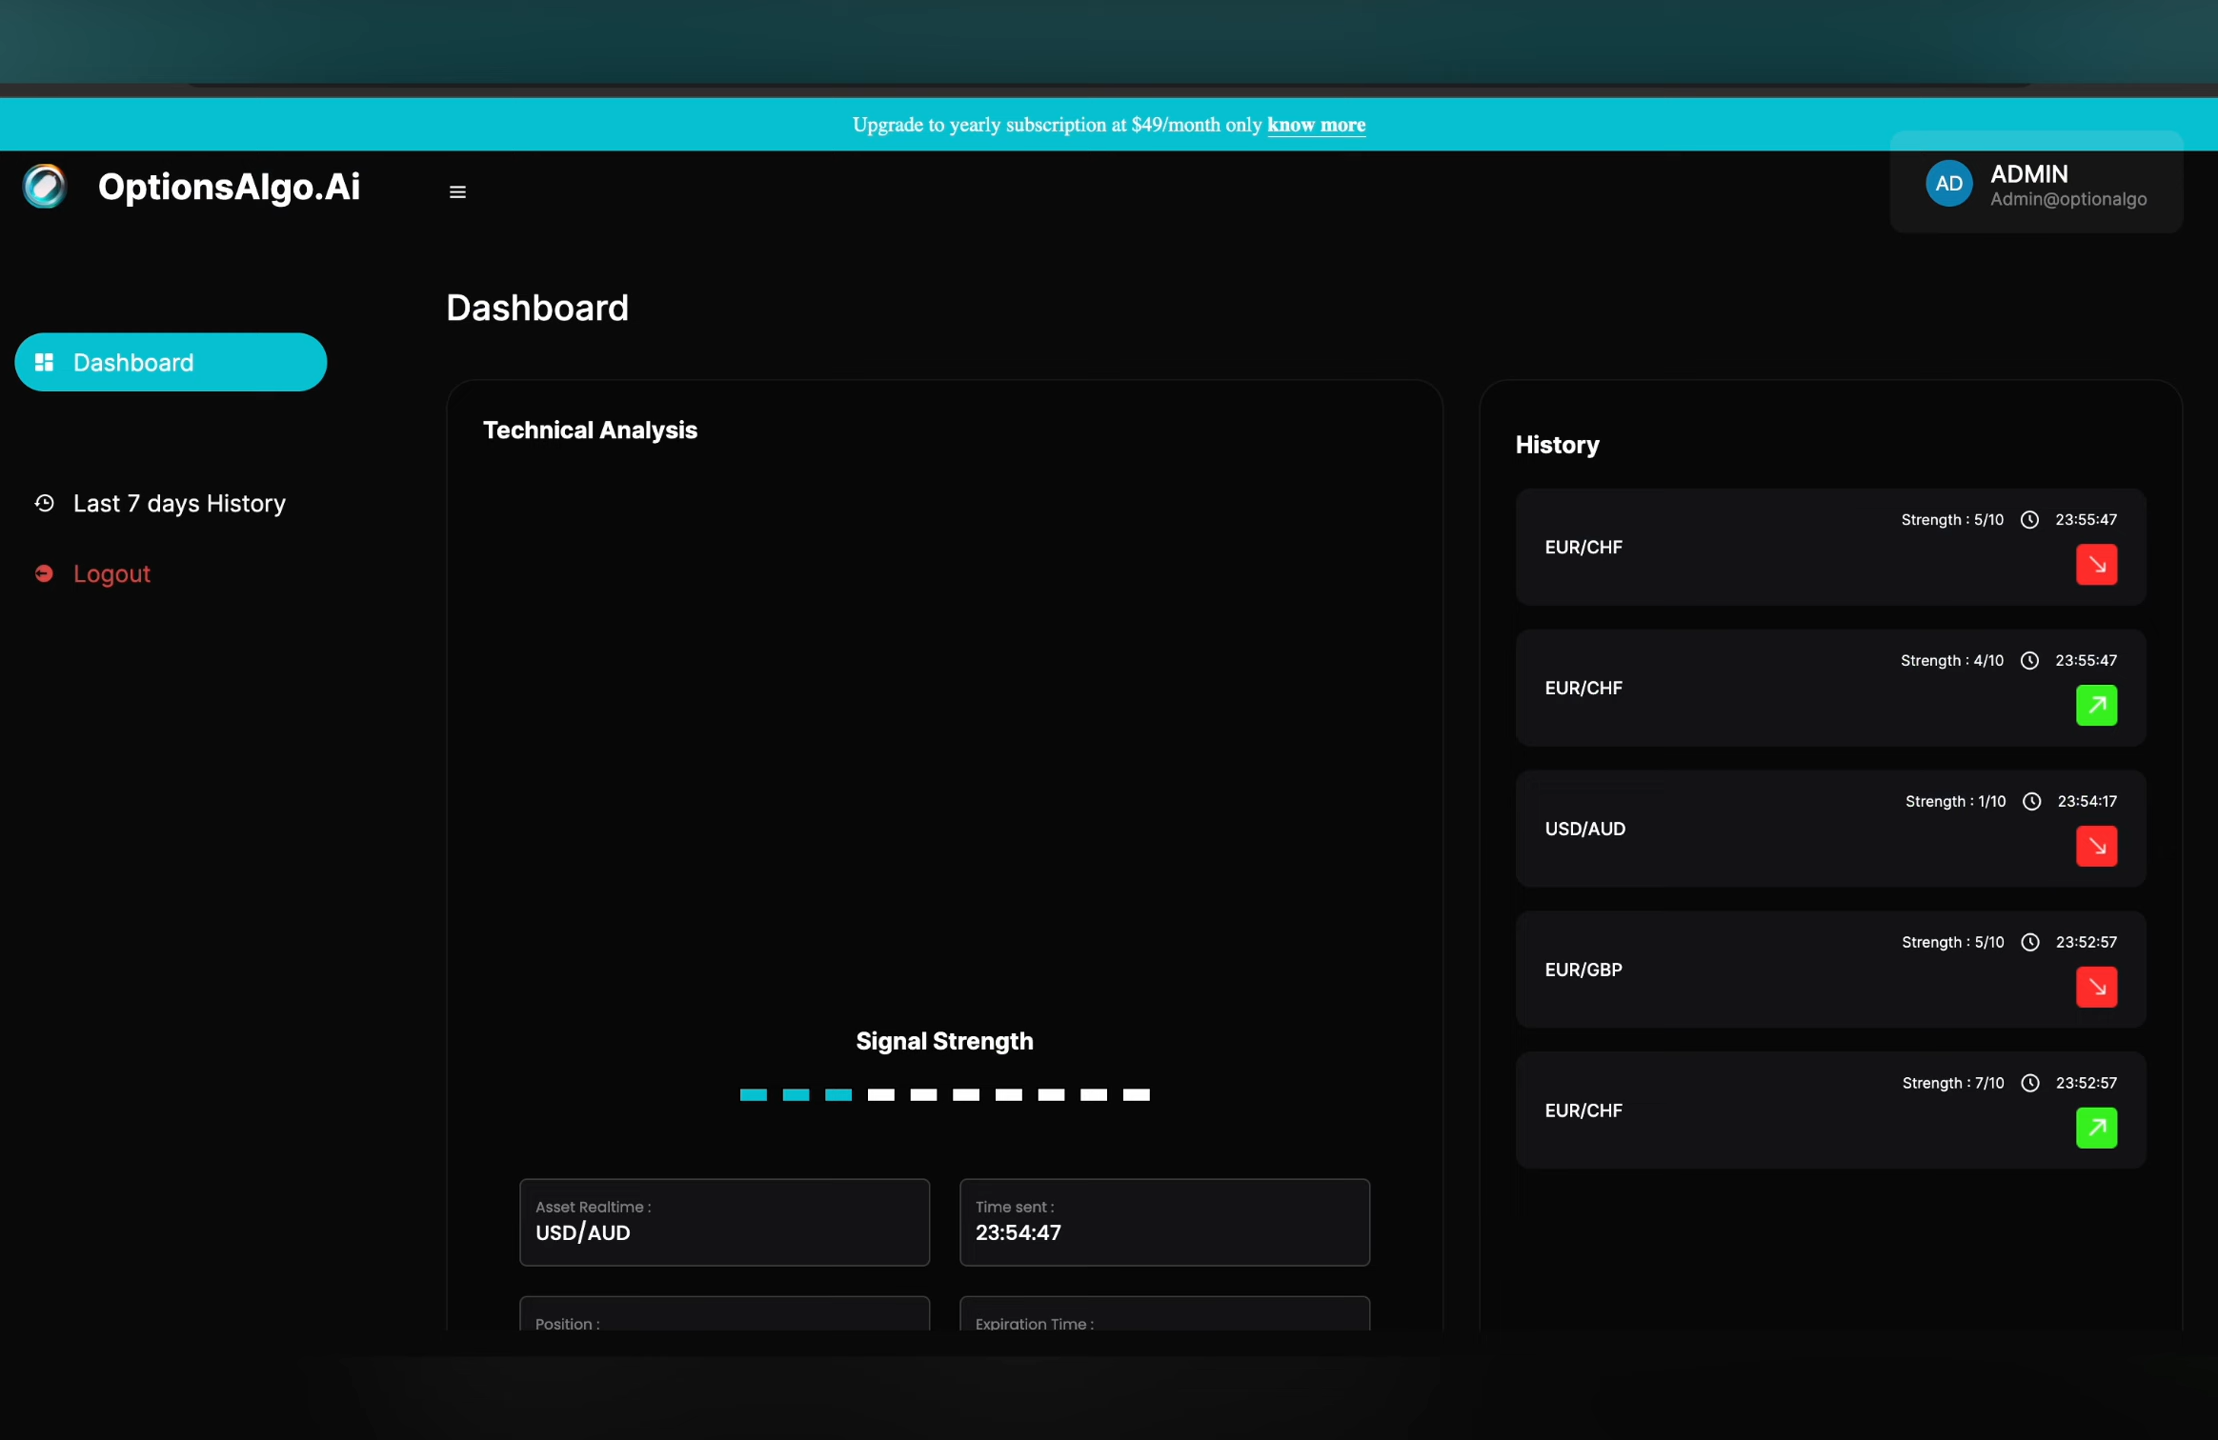 Upgrade to yearly subscription at $49/month only know more
OptionsAlgo.Ai
AD
ADMIN
Admin@optionalgo
Dashboard
Dashboard
Last 7 days History
Logout
Technical Analysis
Signal Strength
Asset Realtime :
USD/AUD
Time sent :
23:54:47
Position :
Expiration Time :
History
Strength : 5/10 23:55:47
EUR/CHF
Strength : 4/10 23:55:47
EUR/CHF
Strength : 1/10 23:54:17
USD/AUD
Strength : 5/10 23:52:57
EUR/GBP
Strength : 7/10 23:52:57
EUR/CHF